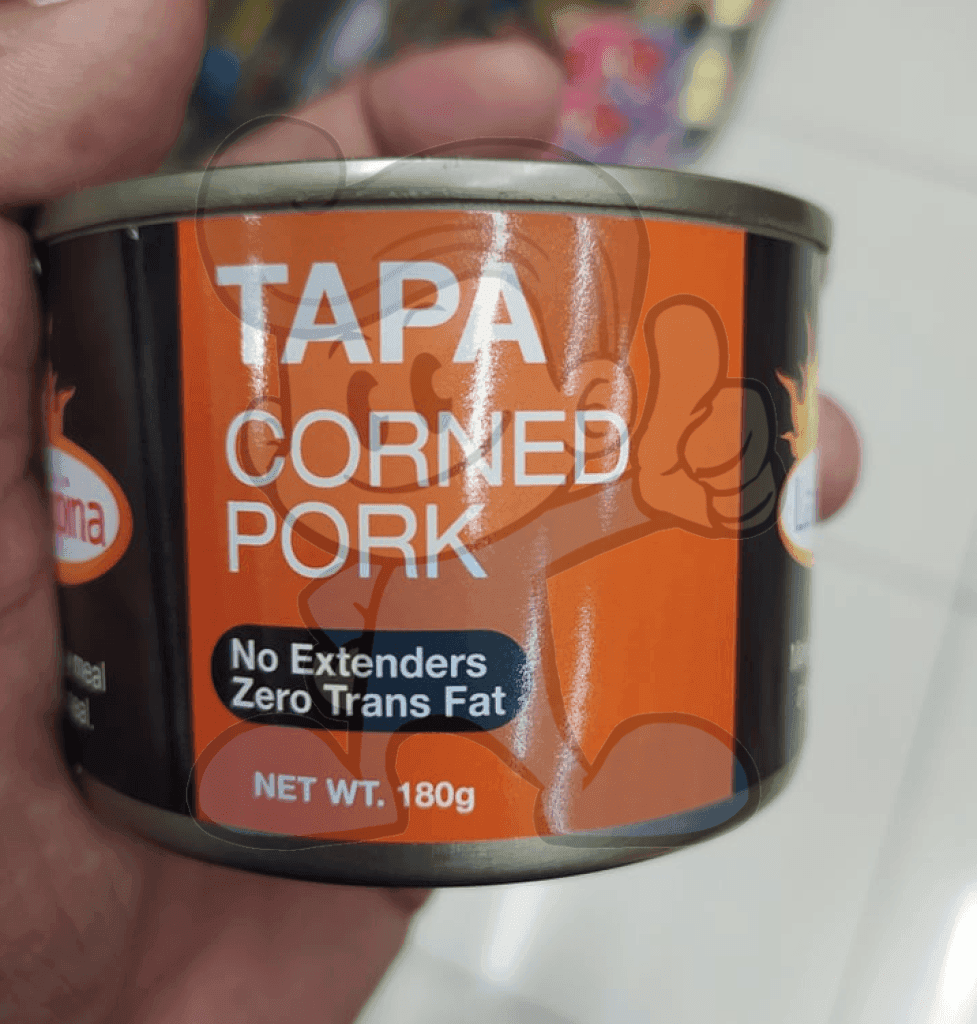 TAPA
CORNED
PORK
No Extenders
Zero Trans Fat
NET WT. 180g